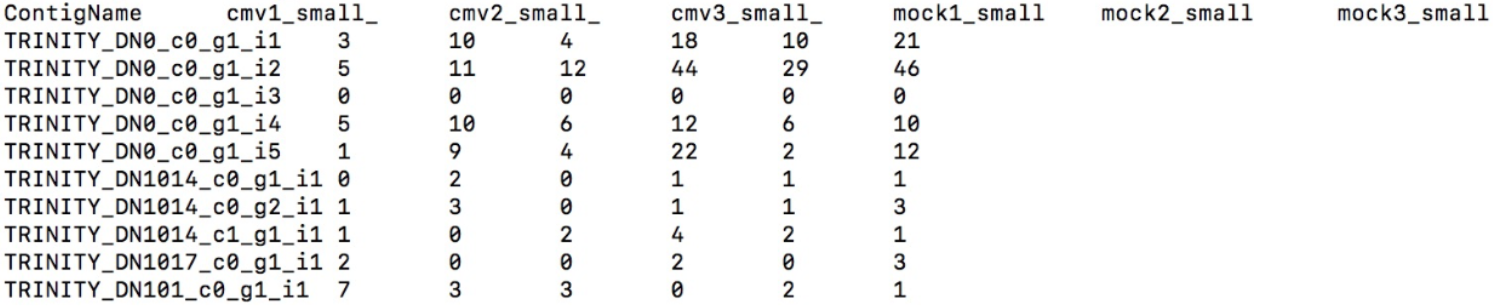 ContigName cmv1_small_ cmv2_small_ cmv3_small_ mock1_small mock2_small mock3_small
TRINITY_DN0_c0_g1_i1 3 10 4 18 10 21
TRINITY_DN0_c0_g1_i2 5 11 12 44 29 46
TRINITY_DN0_c0_g1_i3 0 0 0 0 0 0
TRINITY_DN0_c0_g1_i4 5 10 6 12 6 10
TRINITY_DN0_c0_g1_i5 1 9 4 22 2 12
TRINITY_DN1014_c0_g1_i1 0 2 0 1 1 1
TRINITY_DN1014_c0_g2_i1 1 3 0 1 1 3
TRINITY_DN1014_c1_g1_i1 1 0 2 4 2 1
TRINITY_DN1017_c0_g1_i1 2 0 0 2 0 3
TRINITY_DN101_c0_g1_i1 7 3 3 0 2 1